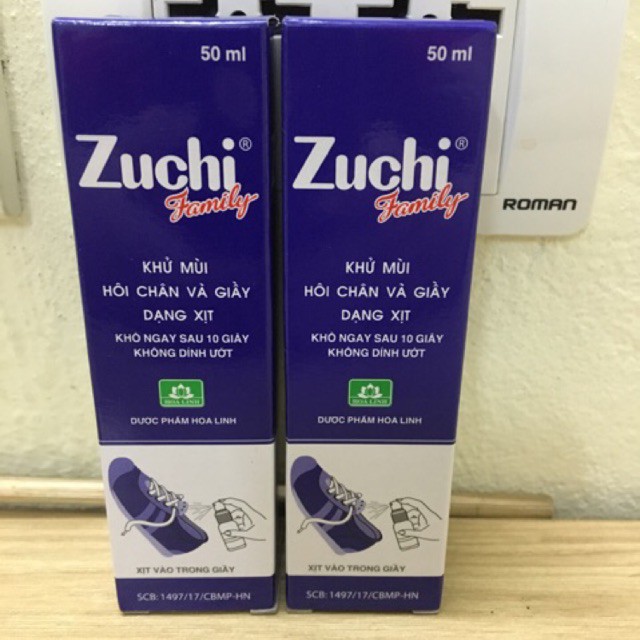 50 ml
Zuchi®
Family
KHỬ MÙI
HÔI CHÂN VÀ GIẦY
DẠNG XỊT
KHÔ NGAY SAU 10 GIÂY
KHÔNG DÍNH ƯỚT
HOA LINH
DƯỢC PHẨM HOA LINH
XỊT VÀO TRONG GIẦY
SCB: 1497/17/CBMP-HN
50 ml
Zuchi®
Family
KHỬ MÙI
HÔI CHÂN VÀ GIẦY
DẠNG XỊT
KHÔ NGAY SAU 10 GIÂY
KHÔNG DÍNH ƯỚT
HOA LINH
DƯỢC PHẨM HOA LINH
XỊT VÀO TRONG GIẦY
SCB: 1497/17/CBMP-HN
ROMAN